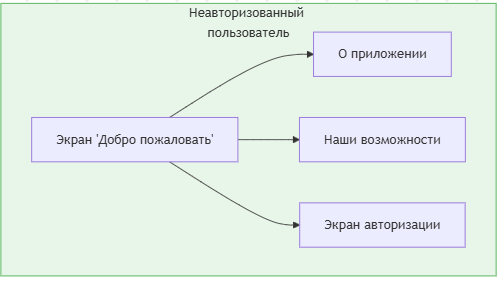 Неавторизованный
пользователь
О приложении
Экран 'Добро пожаловать'
Наши возможности
Экран авторизации